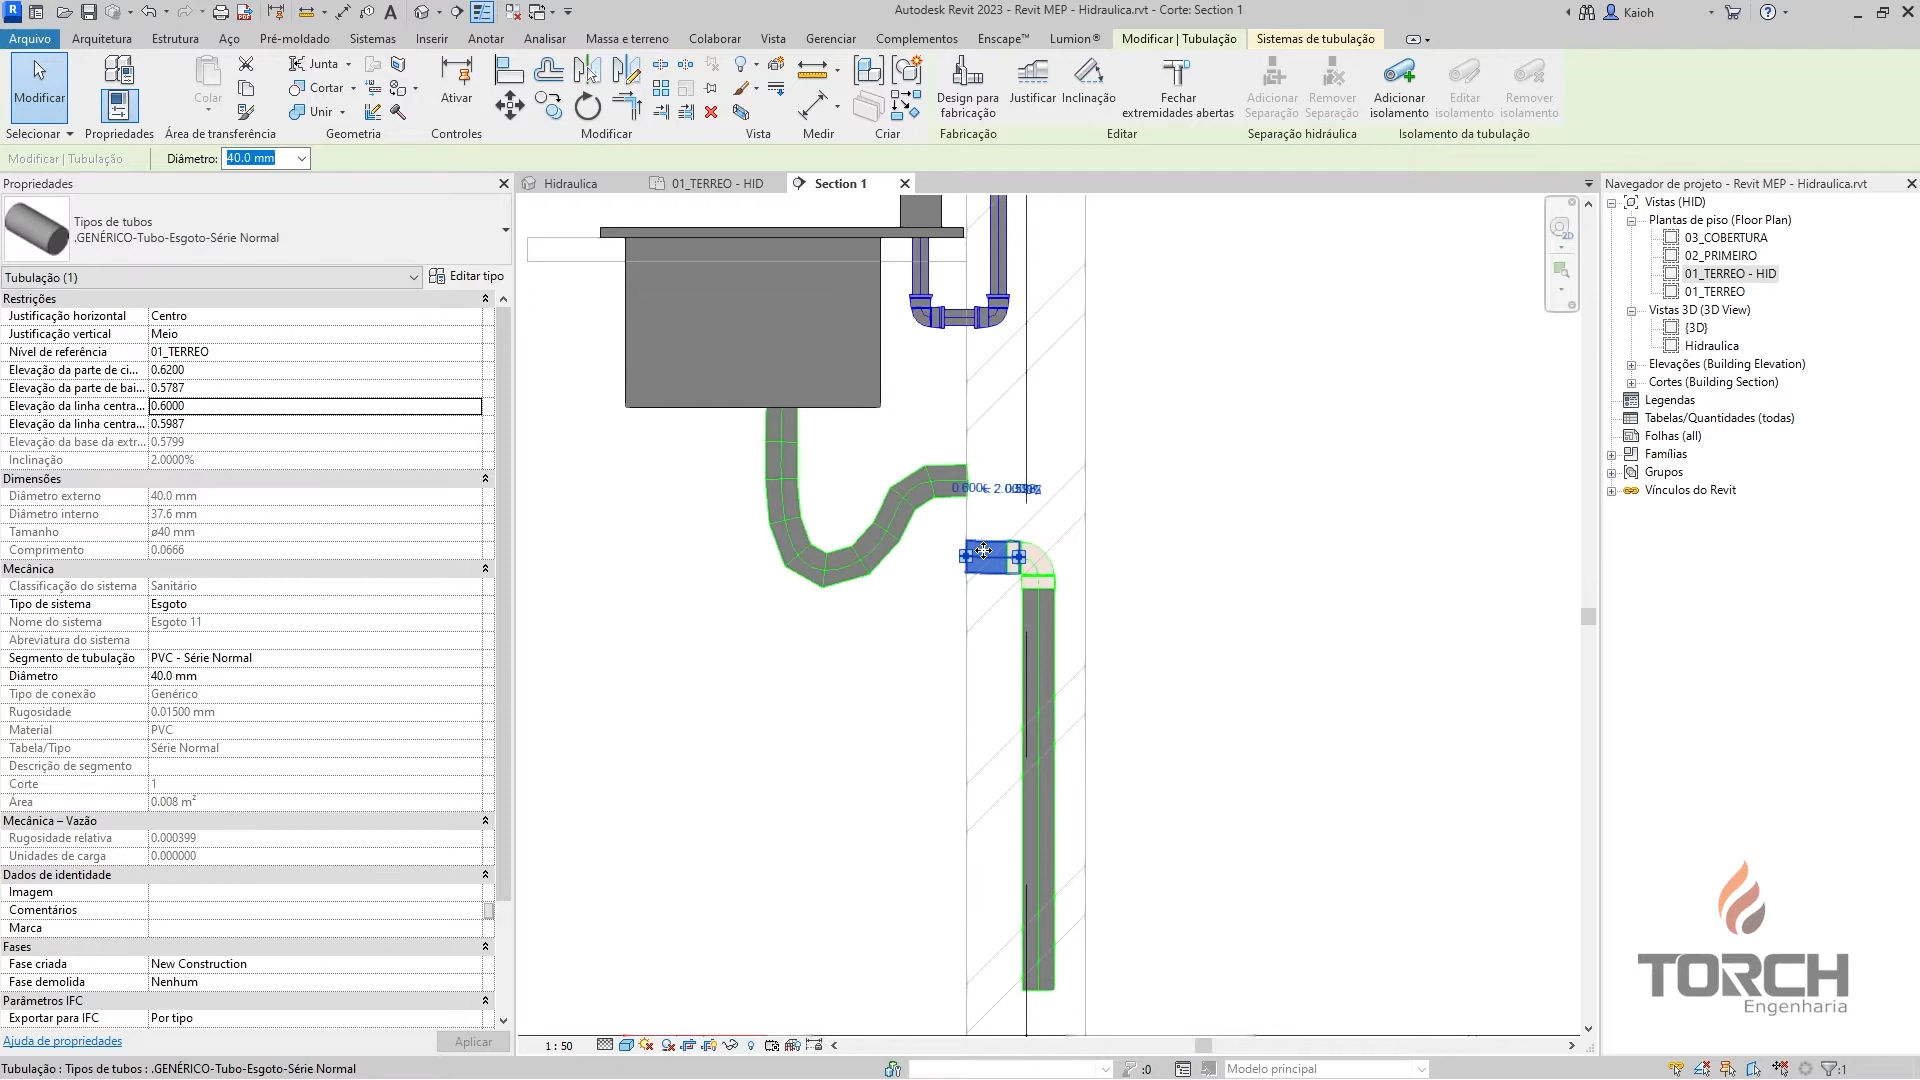 Autodesk Revit 2023 - Revit MEP - Hidraulica.rvt - Corte: Section 1
Kaioh
Arquivo
Arquitetura
Estrutura
Aço
Pré-moldado
Sistemas
Inserir
Anotar
Analisar
Massa e terreno
Colaborar
Vista
Gerenciar
Complementos
Enscape™
Lumion®
Modificar | Tubulação
Sistemas de tubulação
Modificar
Colar
Junta
Cortar
Unir
Ativar
Design para fabricação
Justificar
Inclinação
Fechar extremidades abertas
Adicionar Separação
Remover Separação
Adicionar isolamento
Editar isolamento
Remover isolamento
Selecionar
Propriedades
Área de transferência
Geometria
Controles
Modificar
Vista
Medir
Criar
Fabricação
Editar
Separação hidráulica
Isolamento da tubulação
Modificar | Tubulação
Diâmetro:
40.0 mm
Propriedades
Tipos de tubos
.GENÉRICO-Tubo-Esgoto-Série Normal
Tubulação (1)
Editar tipo
Restrições
Justificação horizontal Centro
Justificação vertical Meio
Nível de referência 01_TERREO
Elevação da parte de ci... 0.6200
Elevação da parte de bai... 0.5787
Elevação da linha centra... 0.6000
Elevação da linha centra... 0.5987
Elevação da base da extr... 0.5799
Inclinação 2.0000%
Dimensões
Diâmetro externo 40.0 mm
Diâmetro interno 37.6 mm
Tamanho ø40 mm
Comprimento 0.0666
Mecânica
Classificação do sistema Sanitário
Tipo de sistema Esgoto
Nome do sistema Esgoto 11
Abreviatura do sistema
Segmento de tubulação PVC - Série Normal
Diâmetro 40.0 mm
Tipo de conexão Genérico
Rugosidade 0.01500 mm
Material PVC
Tabela/Tipo Série Normal
Descrição de segmento
Corte 1
Área 0.008 m²
Mecânica – Vazão
Rugosidade relativa 0.000399
Unidades de carga 0.000000
Dados de identidade
Imagem
Comentários
Marca
Fases
Fase criada New Construction
Fase demolida Nenhum
Parâmetros IFC
Exportar para IFC Por tipo
Ajuda de propriedades
Aplicar
Hidraulica
01_TERREO - HID
Section 1
2D
1 : 50
Navegador de projeto - Revit MEP - Hidraulica.rvt
Vistas (HID)
Plantas de piso (Floor Plan)
03_COBERTURA
02_PRIMEIRO
01_TERREO - HID
01_TERREO
Vistas 3D (3D View)
{3D}
Hidraulica
Elevações (Building Elevation)
Cortes (Building Section)
Legendas
Tabelas/Quantidades (todas)
Folhas (all)
Famílias
Grupos
Vínculos do Revit
TORCH
Engenharia
Tubulação : Tipos de tubos : .GENÉRICO-Tubo-Esgoto-Série Normal
:0
Modelo principal
:1